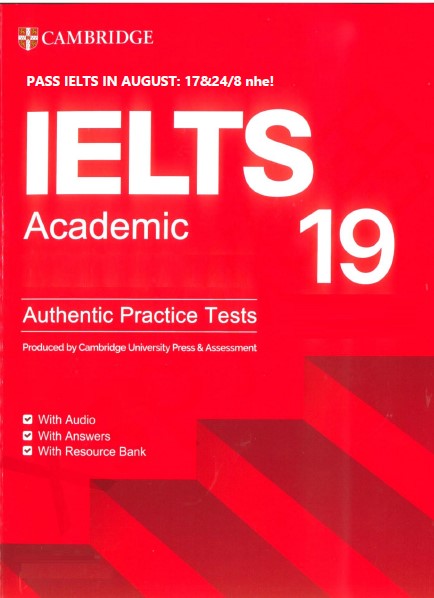 CAMBRIDGE
PASS IELTS IN AUGUST: 17&24/8 nhe!
IELTS
Academic
19
Authentic Practice Tests
Produced by Cambridge University Press & Assessment
With Audio
With Answers
With Resource Bank